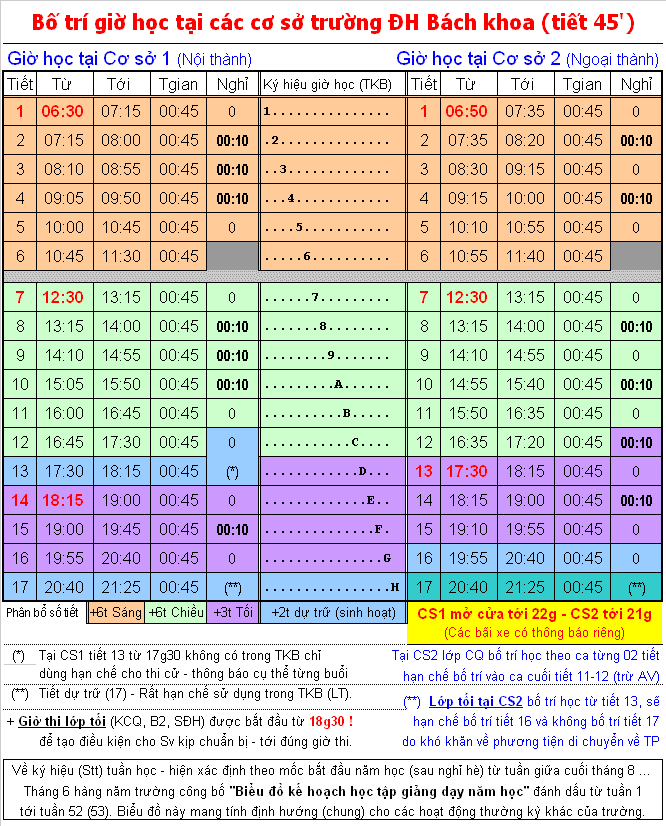 Bố trí giờ học tại các cơ sở trường ĐH Bách khoa (tiết 45')
Giờ học tại Cơ sở 1 (Nội thành) Giờ học tại Cơ sở 2 (Ngoại thành)
Tiết Từ Tới Tgian Nghỉ Ký hiệu giờ học (TKB) Tiết Từ Tới Tgian Nghỉ
1 06:30 07:15 00:45 0 1............... 1 06:50 07:35 00:45 0
2 07:15 08:00 00:45 00:10 .2.............. 2 07:35 08:20 00:45 00:10
3 08:10 08:55 00:45 00:10 ..3............. 3 08:30 09:15 00:45 0
4 09:05 09:50 00:45 00:10 ...4............ 4 09:15 10:00 00:45 00:10
5 10:00 10:45 00:45 0 ....5........... 5 10:10 10:55 00:45 0
6 10:45 11:30 00:45 .....6.......... 6 10:55 11:40 00:45
7 12:30 13:15 00:45 0 ......7......... 7 12:30 13:15 00:45 0
8 13:15 14:00 00:45 00:10 .......8........ 8 13:15 14:00 00:45 00:10
9 14:10 14:55 00:45 00:10 ........9....... 9 14:10 14:55 00:45 0
10 15:05 15:50 00:45 00:10 .........A...... 10 14:55 15:40 00:45 00:10
11 16:00 16:45 00:45 0 ..........B..... 11 15:50 16:35 00:45 0
12 16:45 17:30 00:45 0 ...........C.... 12 16:35 17:20 00:45 00:10
13 17:30 18:15 00:45 (*) ............D... 13 17:30 18:15 00:45 0
14 18:15 19:00 00:45 0 .............E.. 14 18:15 19:00 00:45 00:10
15 19:00 19:45 00:45 00:10 ..............F. 15 19:10 19:55 00:45 0
16 19:55 20:40 00:45 0 ...............G 16 19:55 20:40 00:45 0
17 20:40 21:25 00:45 (**) ................H 17 20:40 21:25 00:45 (**)
Phân bổ số tiết +6t Sáng +6t Chiều +3t Tối +2t dự trữ (sinh hoạt) CS1 mở cửa tới 22g - CS2 tới 21g
(Các bãi xe có thông báo riêng)
(*) Tại CS1 tiết 13 từ 17g30 không có trong TKB chỉ
dùng hạn chế cho thi cử - thông báo cụ thể từng buổi
(**) Tiết dự trữ (17) - Rất hạn chế sử dụng trong TKB (LT).
+ Giờ thi lớp tối (KCQ, B2, SĐH) được bắt đầu từ 18g30 !
để tạo điều kiện cho Sv kịp chuẩn bị - tới đúng giờ thi.
Tại CS2 lớp CQ bố trí học theo ca từng 02 tiết
hạn chế bố trí vào ca cuối tiết 11-12 (trừ AV)
(**) Lớp tối tại CS2 bố trí học từ tiết 13, sẽ
hạn chế bố trí tiết 16 và không bố trí tiết 17
do khó khăn về phương tiện di chuyển về TP
Về ký hiệu (Stt) tuần học - hiện xác định theo mốc bắt đầu năm học (sau nghỉ hè) từ tuần giữa cuối tháng 8 ...
Tháng 6 hàng năm trường công bố "Biểu đồ kế hoạch học tập giảng dạy năm học" đánh dấu từ tuần 1
tới tuần 52 (53). Biểu đồ này mang tính định hướng (chung) cho các hoạt động thường kỳ khác của trường.